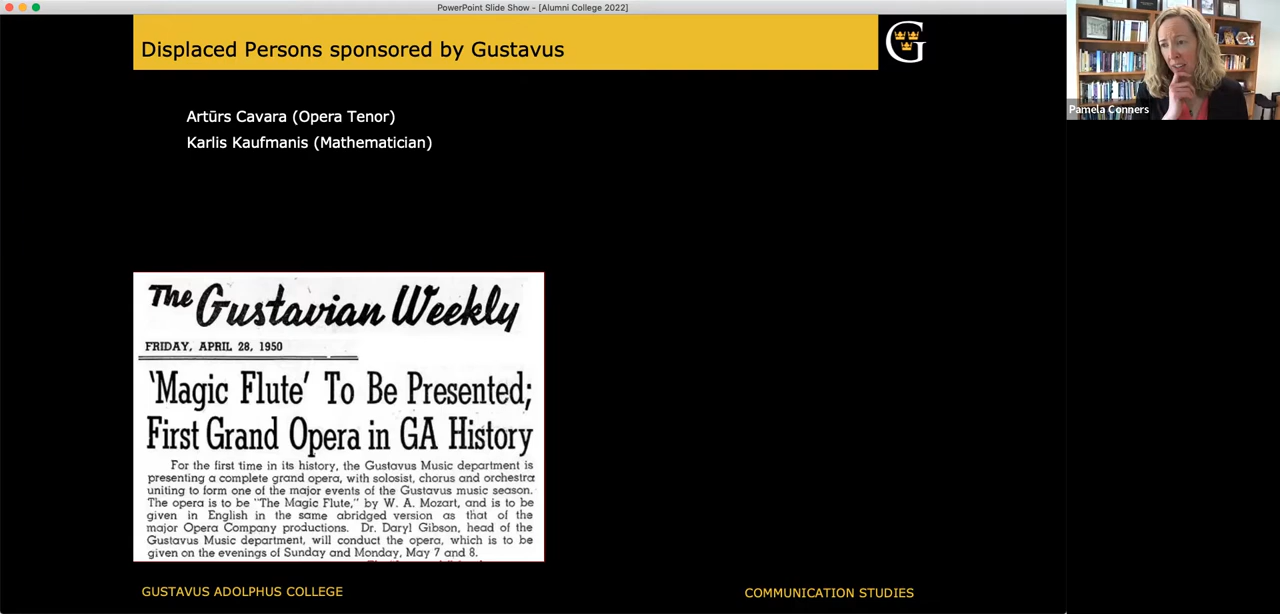 PowerPoint Slide Show - [Alumni College 2022]
Displaced Persons sponsored by Gustavus
G
Artūrs Cavara (Opera Tenor)
Karlis Kaufmanis (Mathematician)
The Gustavian Weekly
FRIDAY, APRIL 28, 1950
'Magic Flute' To Be Presented;
First Grand Opera in GA History
For the first time in its history, the Gustavus Music department is
presenting a complete grand opera, with solosist, chorus and orchestra
uniting to form one of the major events of the Gustavus music season.
The opera is to be "The Magic Flute," by W. A. Mozart, and is to be
given in English in the same abridged version as that of the
major Opera Company productions. Dr. Daryl Gibson, head of the
Gustavus Music department, will conduct the opera, which is to be
given on the evenings of Sunday and Monday, May 7 and 8.
GUSTAVUS ADOLPHUS COLLEGE
COMMUNICATION STUDIES
Pamela Conners